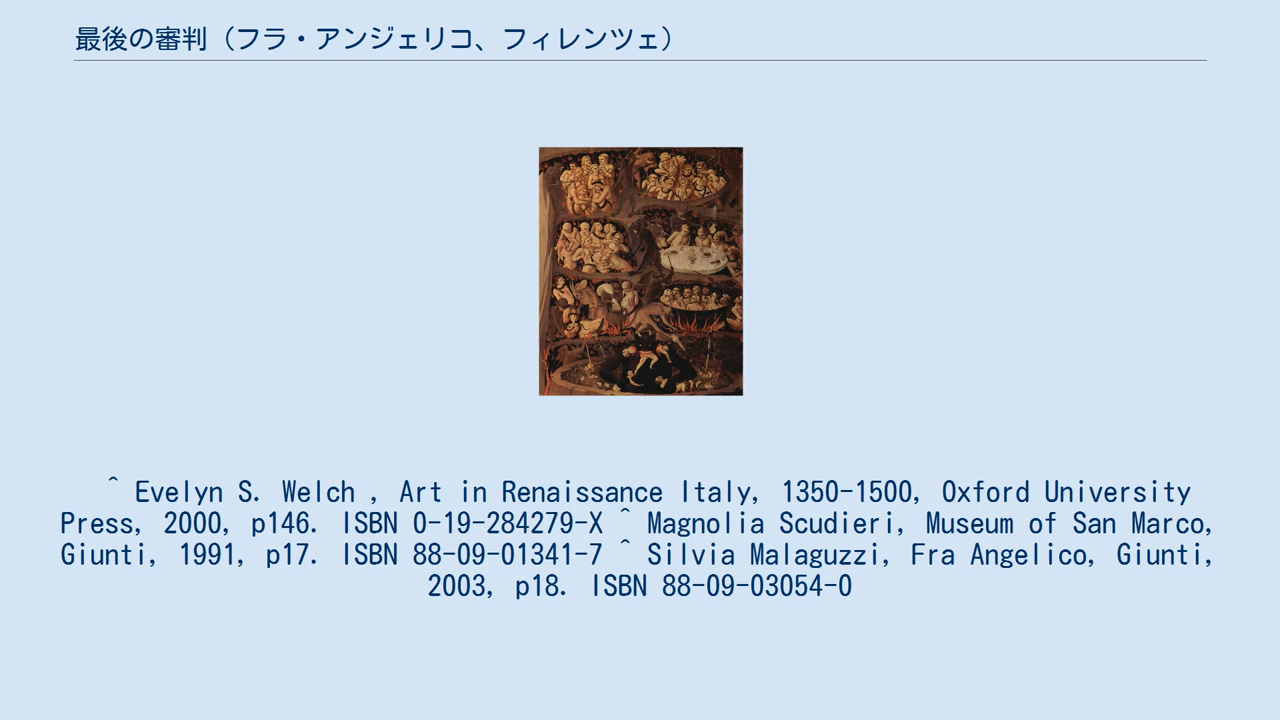 最後の審判（フラ・アンジェリコ、フィレンツェ）
^ Evelyn S. Welch , Art in Renaissance Italy, 1350-1500, Oxford University
Press, 2000, p146. ISBN 0-19-284279-X ^ Magnolia Scudieri, Museum of San Marco,
Giunti, 1991, p17. ISBN 88-09-01341-7 ^ Silvia Malaguzzi, Fra Angelico, Giunti,
2003, p18. ISBN 88-09-03054-0